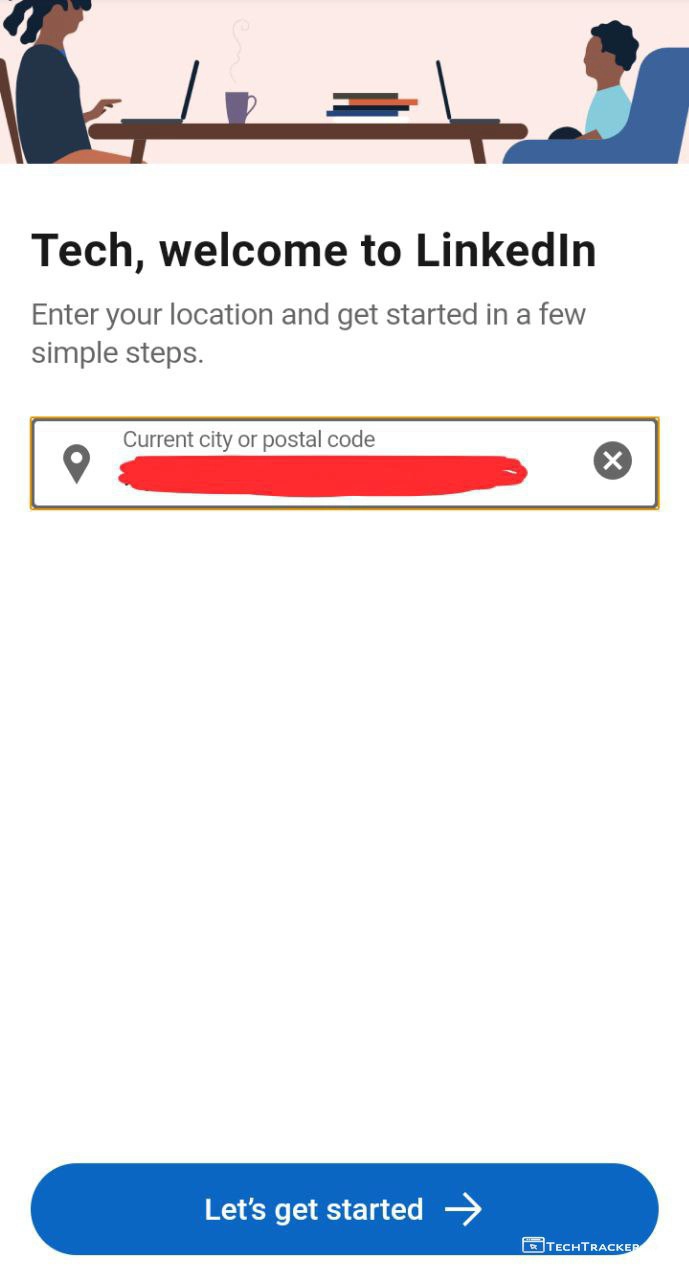 Tech, welcome to LinkedIn
Enter your location and get started in a few
simple steps.
Current city or postal code
Let's get started
TECHTRACKER